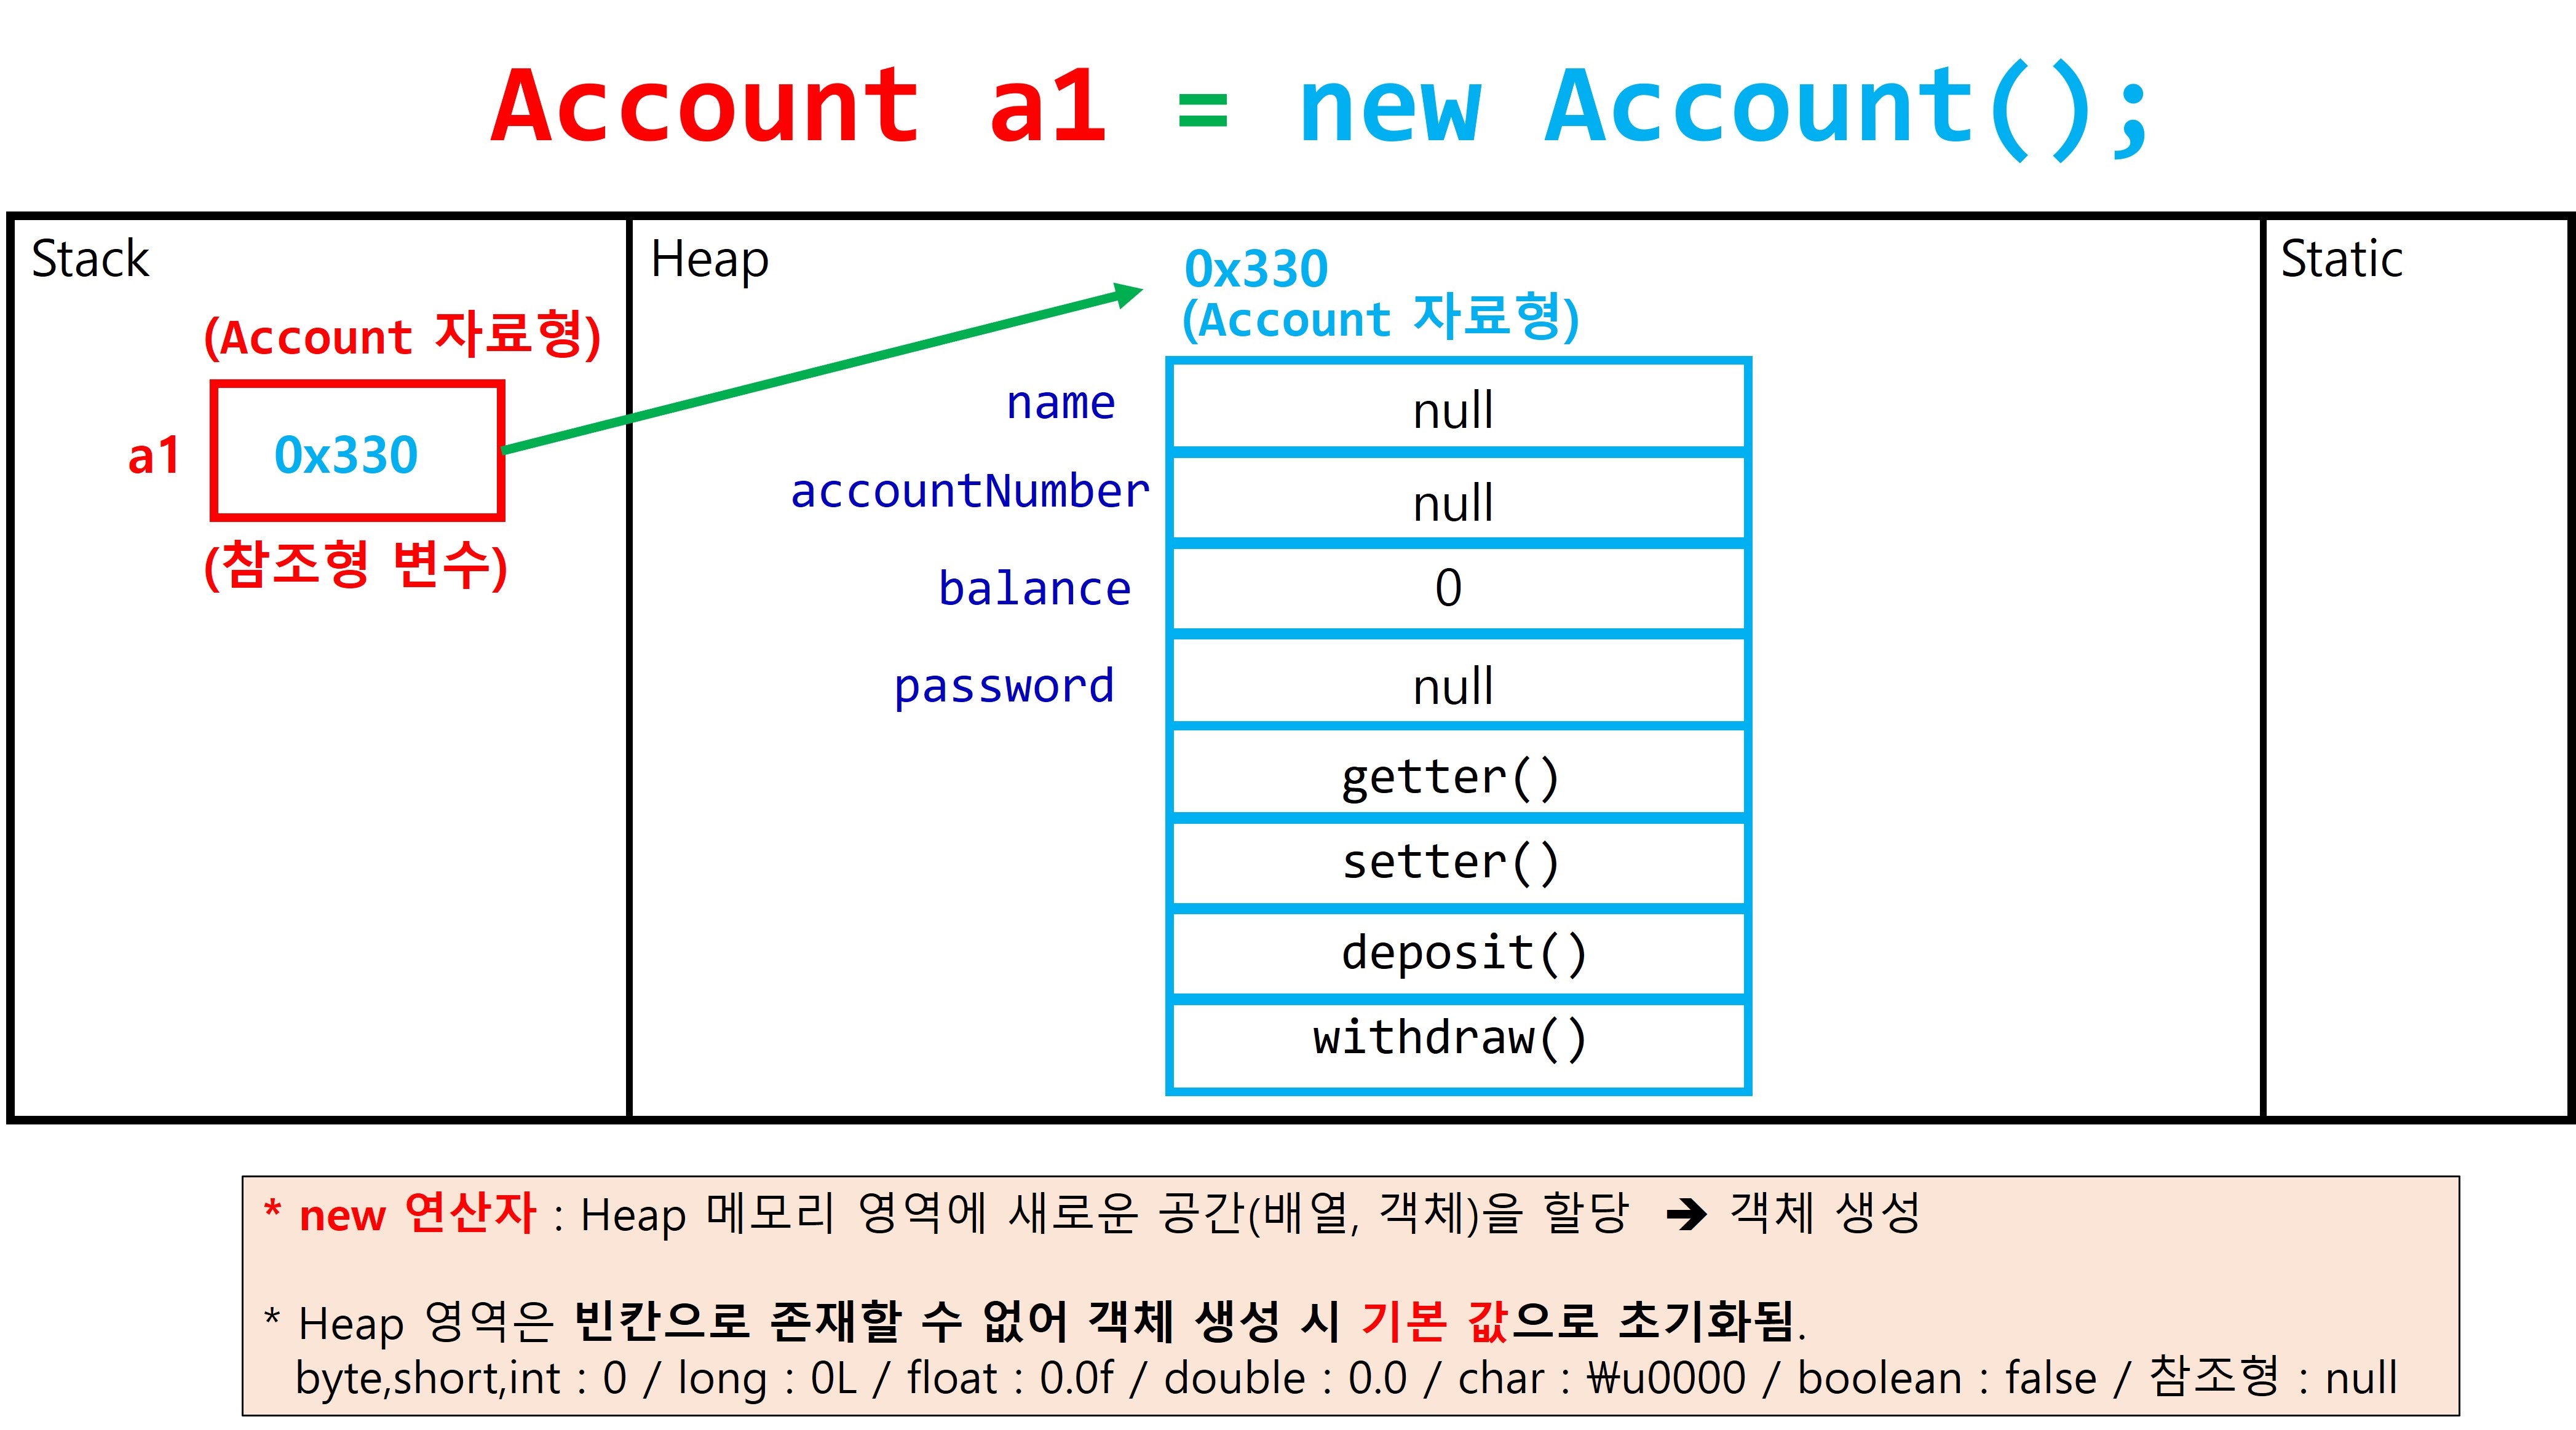 Account a1 = new Account();
Stack
Heap
Static
(Account 자료형)
a1
0x330
(참조형 변수)
0x330
(Account 자료형)
name
null
accountNumber
null
balance
0
password
null
getter()
setter()
deposit()
withdraw()
* new 연산자 : Heap 메모리 영역에 새로운 공간(배열, 객체)을 할당 ➔ 객체 생성
* Heap 영역은 빈칸으로 존재할 수 없어 객체 생성 시 기본 값으로 초기화됨.
byte,short,int : 0 / long : 0L / float : 0.0f / double : 0.0 / char : ₩u0000 / boolean : false / 참조형 : null